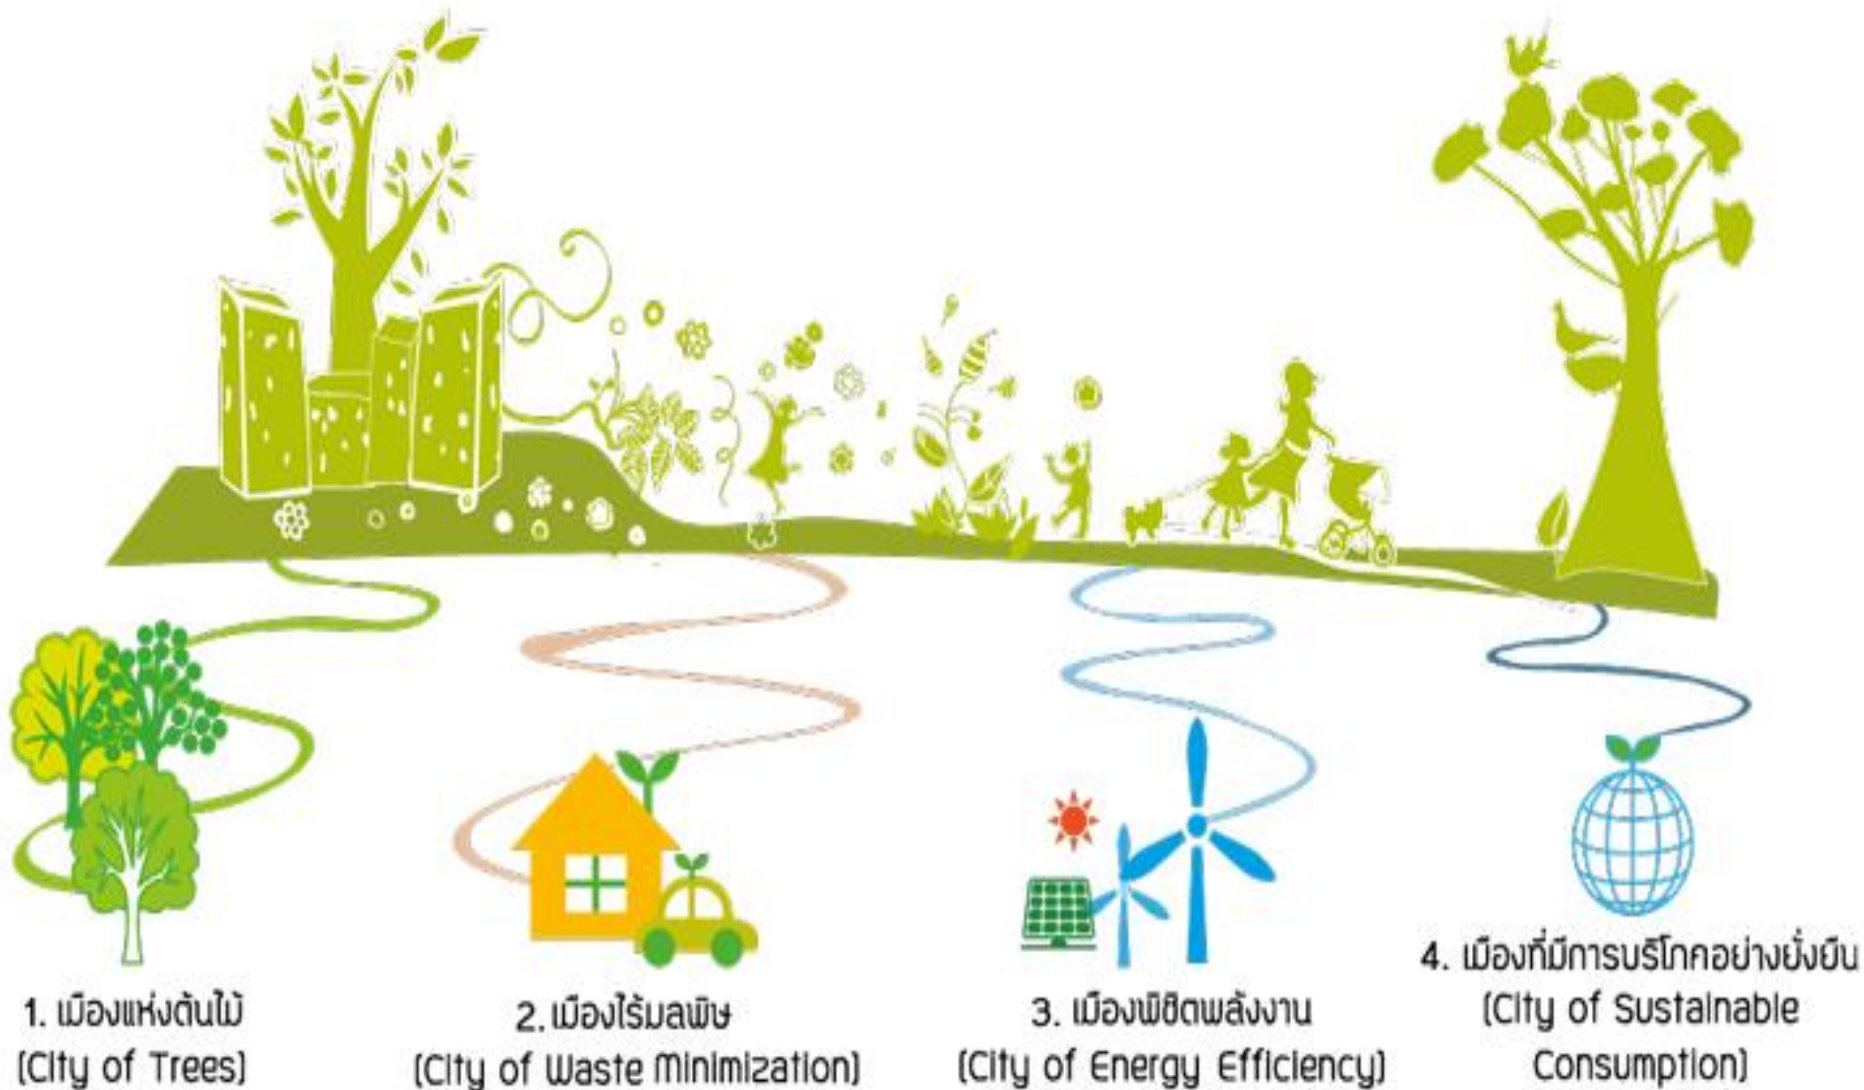 1. เมืองแห่งต้นไม้
(City of Trees)
2. เมืองไร้มลพิษ
(City of Waste Minimization)
3. เมืองพิชิตพลังงาน
(City of Energy Efficiency)
4. เมืองที่มีการบริโภคอย่างยั่งยืน
(City of Sustainable
Consumption)